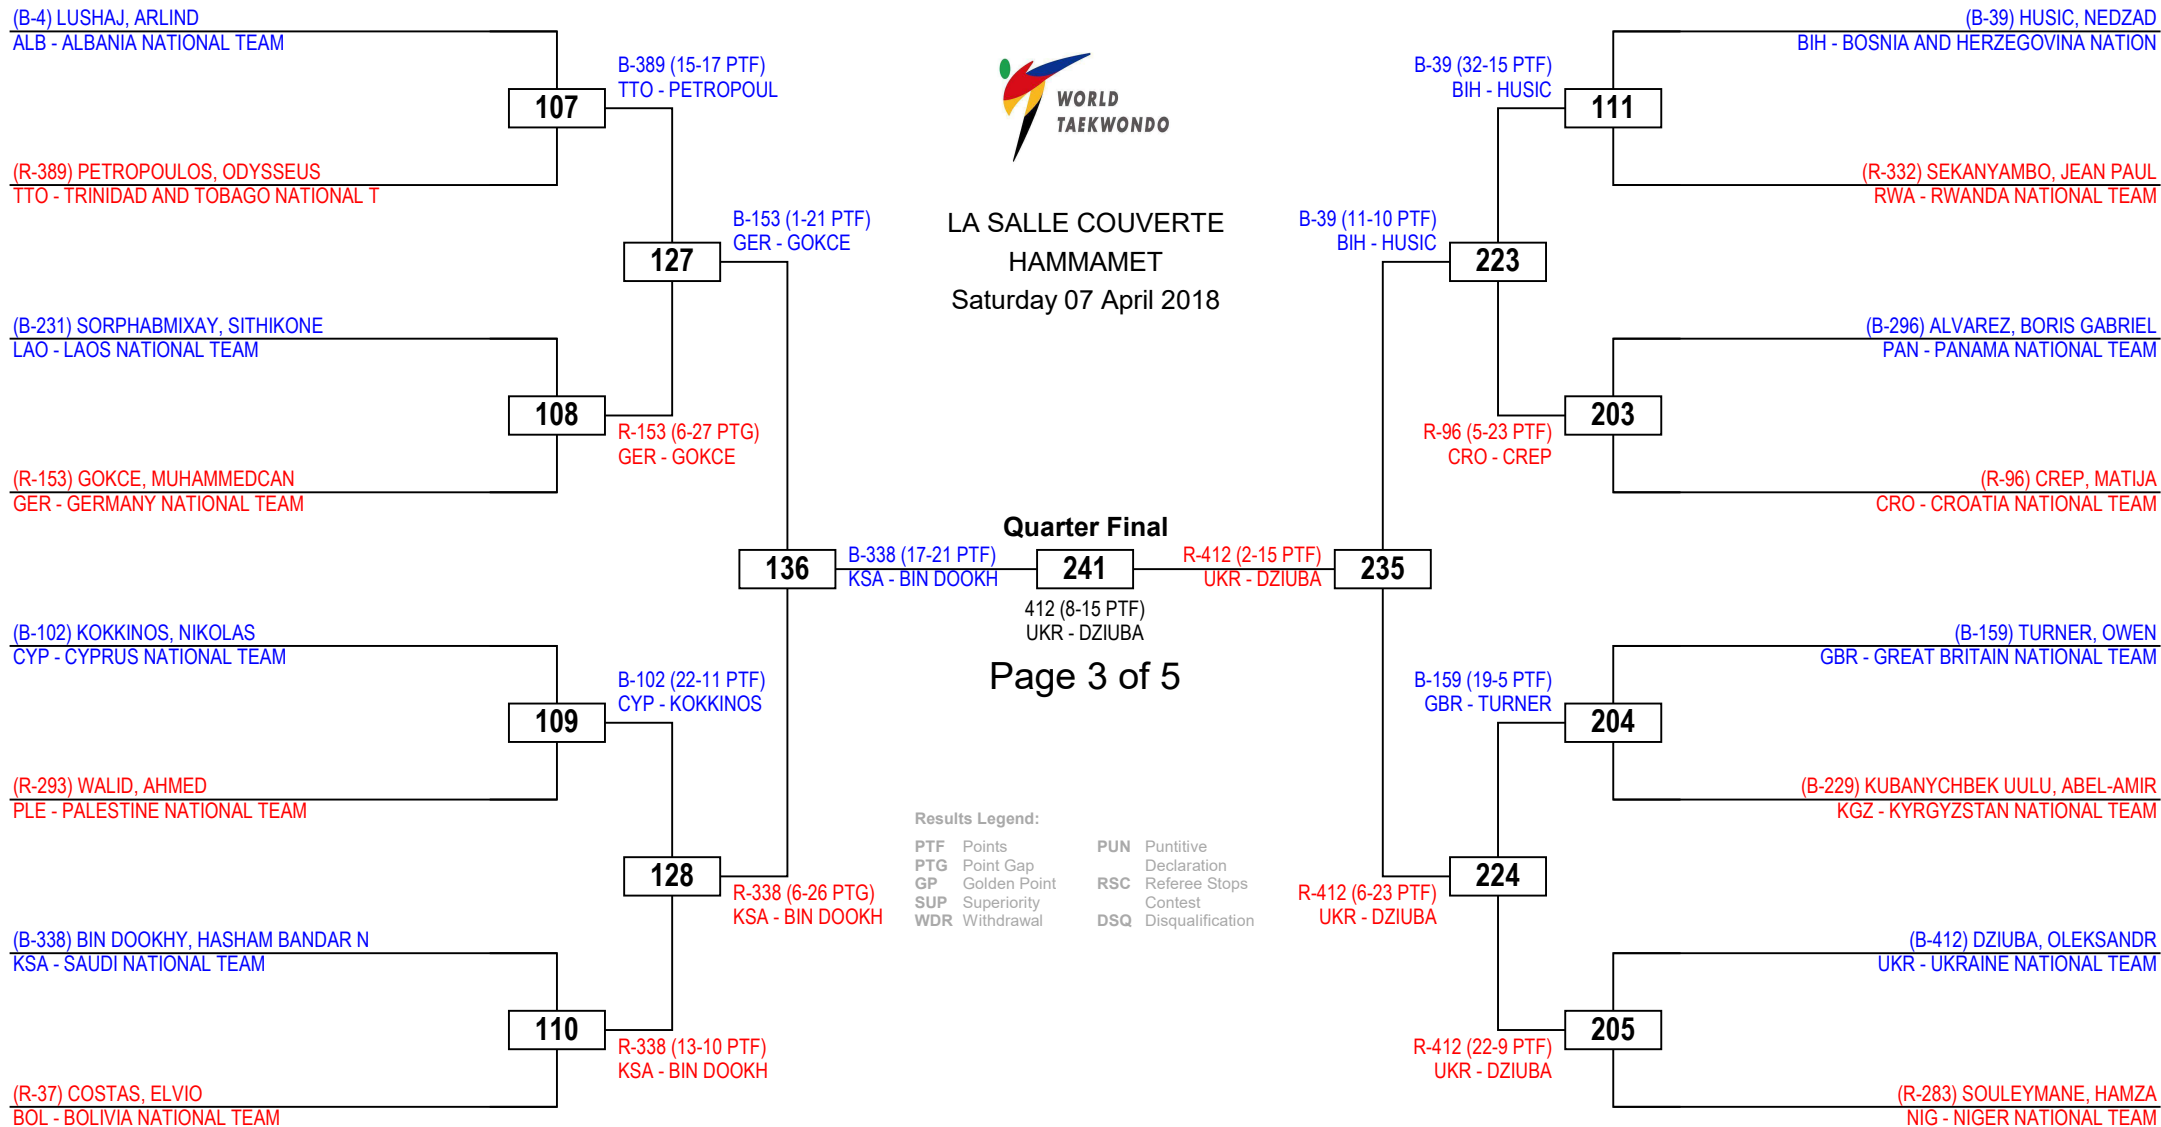 (B-4) LUSHAJ, ARLIND
ALB - ALBANIA NATIONAL TEAM
(R-389) PETROPOULOS, ODYSSEUS
TTO - TRINIDAD AND TOBAGO NATIONAL T
(B-231) SORPHABMIXAY, SITHIKONE
LAO - LAOS NATIONAL TEAM
(R-153) GOKCE, MUHAMMEDCAN
GER - GERMANY NATIONAL TEAM
(B-102) KOKKINOS, NIKOLAS
CYP - CYPRUS NATIONAL TEAM
(R-293) WALID, AHMED
PLE - PALESTINE NATIONAL TEAM
(B-338) BIN DOOKHY, HASHAM BANDAR N
KSA - SAUDI NATIONAL TEAM
(R-37) COSTAS, ELVIO
BOL - BOLIVIA NATIONAL TEAM
107
108
109
110
B-389 (15-17 PTF)
TTO - PETROPOUL
R-153 (6-27 PTG)
GER - GOKCE
B-102 (22-11 PTF)
CYP - KOKKINOS
R-338 (13-10 PTF)
KSA - BIN DOOKH
127
128
B-153 (1-21 PTF)
GER - GOKCE
R-338 (6-26 PTG)
KSA - BIN DOOKH
136
B-338 (17-21 PTF)
KSA - BIN DOOKH
WORLD
TAEKWONDO
LA SALLE COUVERTE
HAMMAMET
Saturday 07 April 2018
Quarter Final
241
412 (8-15 PTF)
UKR - DZIUBA
Page 3 of 5
Results Legend:
PTF Points
PTG Point Gap
GP Golden Point
SUP Superiority
WDR Withdrawal
PUN Puntitive
Declaration
RSC Referee Stops
Contest
DSQ Disqualification
R-412 (2-15 PTF)
UKR - DZIUBA
235
B-39 (11-10 PTF)
BIH - HUSIC
R-412 (6-23 PTF)
UKR - DZIUBA
223
224
B-39 (32-15 PTF)
BIH - HUSIC
R-96 (5-23 PTF)
CRO - CREP
B-159 (19-5 PTF)
GBR - TURNER
R-412 (22-9 PTF)
UKR - DZIUBA
111
203
204
205
(B-39) HUSIC, NEDZAD
BIH - BOSNIA AND HERZEGOVINA NATION
(R-332) SEKANYAMBO, JEAN PAUL
RWA - RWANDA NATIONAL TEAM
(B-296) ALVAREZ, BORIS GABRIEL
PAN - PANAMA NATIONAL TEAM
(R-96) CREP, MATIJA
CRO - CROATIA NATIONAL TEAM
(B-159) TURNER, OWEN
GBR - GREAT BRITAIN NATIONAL TEAM
(B-229) KUBANYCHBEK UULU, ABEL-AMIR
KGZ - KYRGYZSTAN NATIONAL TEAM
(B-412) DZIUBA, OLEKSANDR
UKR - UKRAINE NATIONAL TEAM
(R-283) SOULEYMANE, HAMZA
NIG - NIGER NATIONAL TEAM